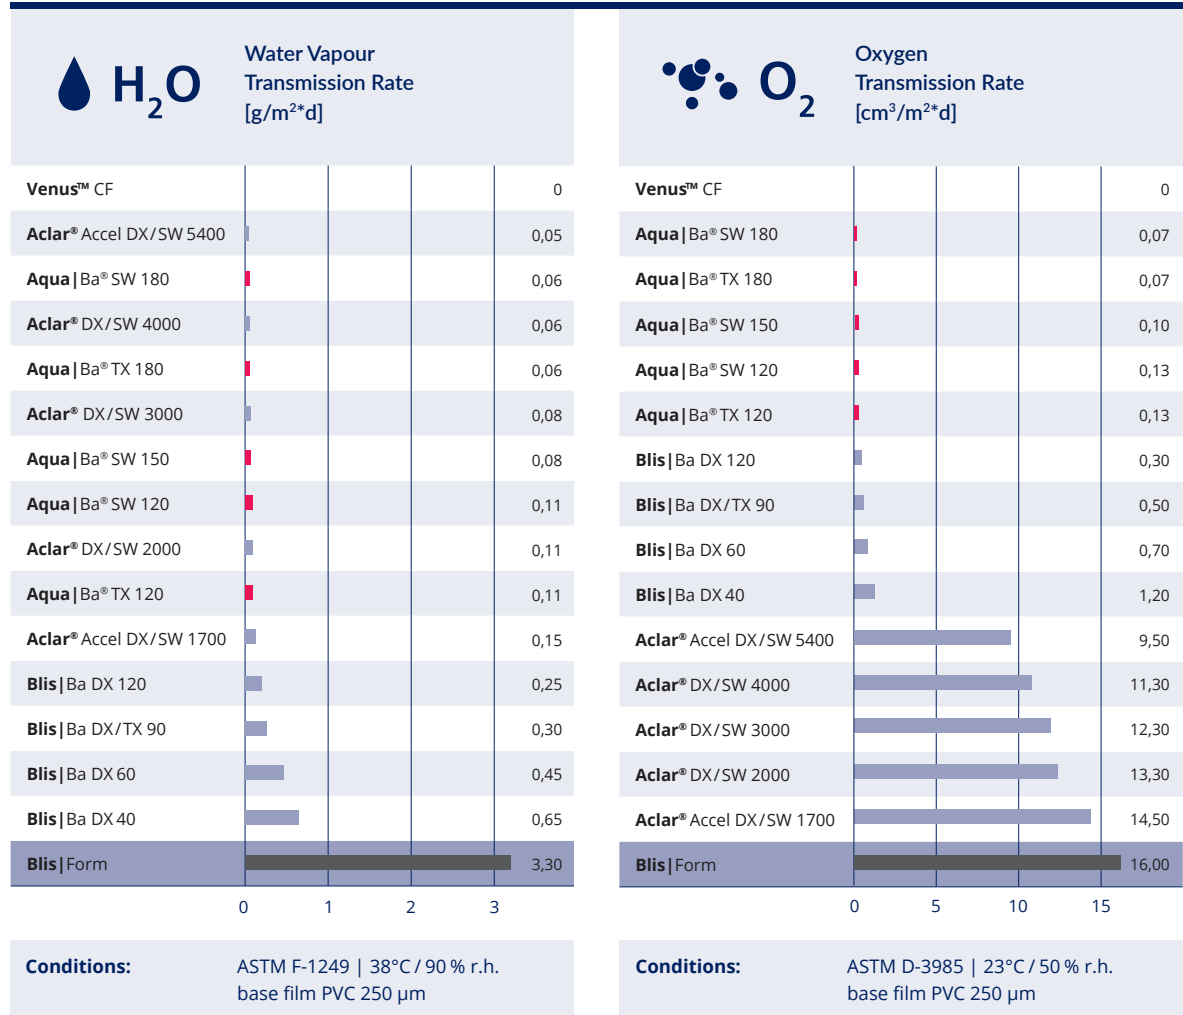 H2O
Water Vapour
Transmission Rate
[g/m²*d]
Venus™ CF 0
Aclar® Accel DX/SW 5400 0,05
Aqua|Ba® SW 180 0,06
Aclar® DX/SW 4000 0,06
Aqua|Ba® TX 180 0,06
Aclar® DX/SW 3000 0,08
Aqua|Ba® SW 150 0,08
Aqua|Ba® SW 120 0,11
Aclar® DX/SW 2000 0,11
Aqua|Ba® TX 120 0,11
Aclar® Accel DX/SW 1700 0,15
Blis|Ba DX 120 0,25
Blis|Ba DX/TX 90 0,30
Blis|Ba DX 60 0,45
Blis|Ba DX 40 0,65
Blis|Form 3,30
0 1 2 3
Conditions: ASTM F-1249 | 38°C / 90 % r.h.
base film PVC 250 µm
O2
Oxygen
Transmission Rate
[cm³/m²*d]
Venus™ CF 0
Aqua|Ba® SW 180 0,07
Aqua|Ba® TX 180 0,07
Aqua|Ba® SW 150 0,10
Aqua|Ba® SW 120 0,13
Aqua|Ba® TX 120 0,13
Blis|Ba DX 120 0,30
Blis|Ba DX/TX 90 0,50
Blis|Ba DX 60 0,70
Blis|Ba DX 40 1,20
Aclar® Accel DX/SW 5400 9,50
Aclar® DX/SW 4000 11,30
Aclar® DX/SW 3000 12,30
Aclar® DX/SW 2000 13,30
Aclar® Accel DX/SW 1700 14,50
Blis|Form 16,00
0 5 10 15
Conditions: ASTM D-3985 | 23°C / 50 % r.h.
base film PVC 250 µm